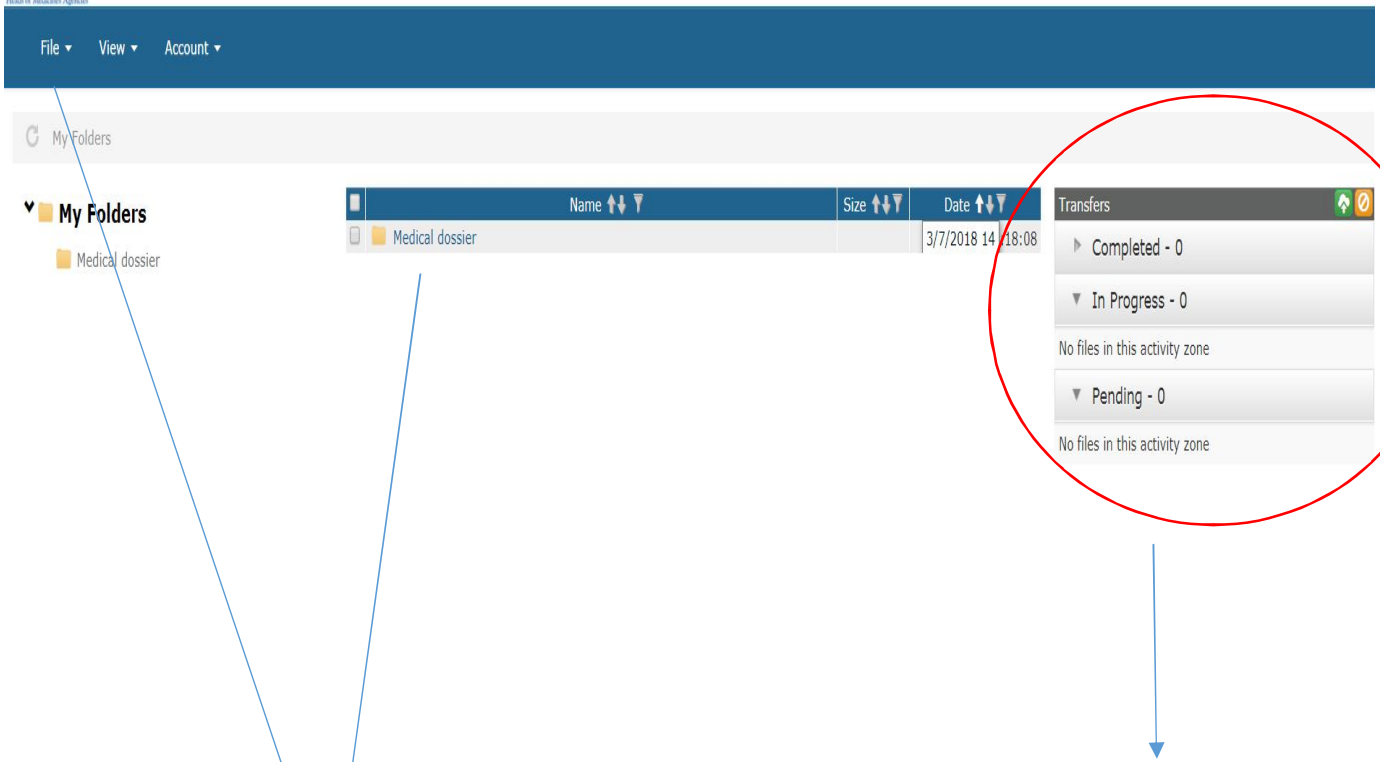 File View Account
My Folders
My Folders
Medical dossier
Name Size Date
Medical dossier 3/7/2018 14 :18:08
Transfers
Completed - 0
In Progress - 0
No files in this activity zone
Pending - 0
No files in this activity zone